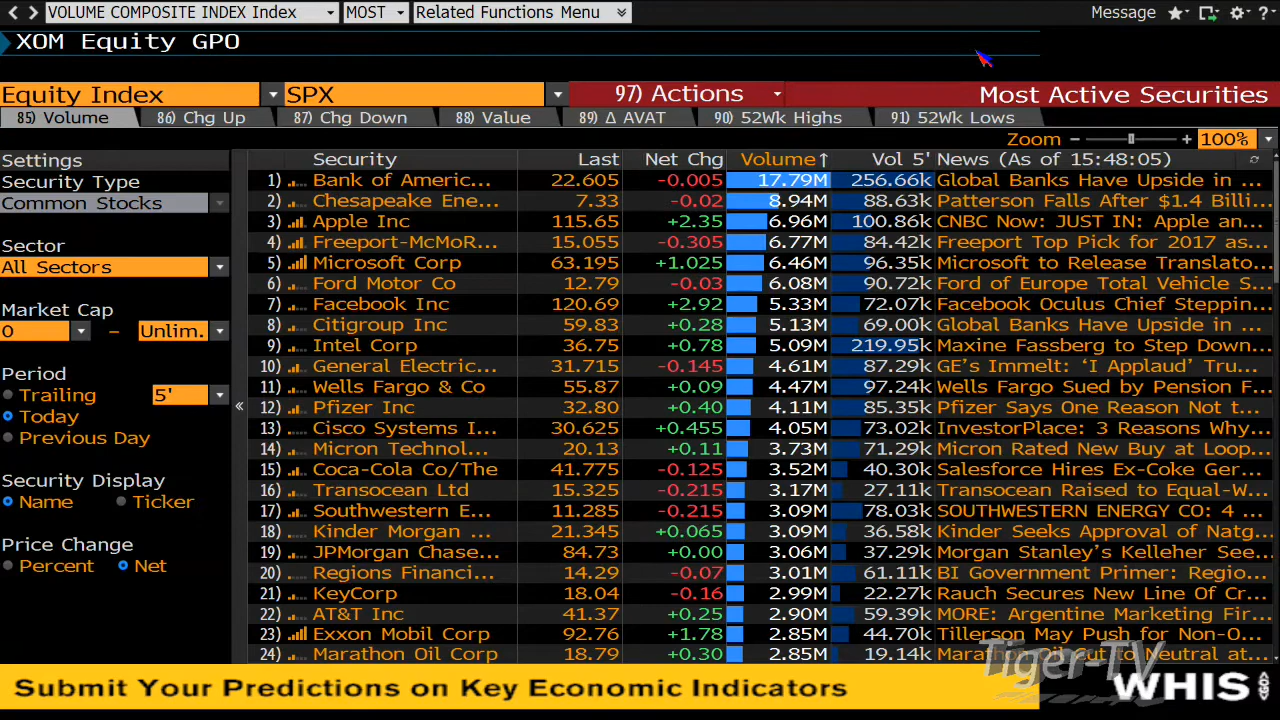 VOLUME COMPOSITE INDEX Index MOST Related Functions Menu Message
XOM Equity GPO
Equity Index SPX 97) Actions Most Active Securities
85) Volume 86) Chg Up 87) Chg Down 88) Value 89) Δ AVAT 90) 52Wk Highs 91) 52Wk Lows
Zoom - + 100%
Settings
Security Type
Common Stocks
Sector
All Sectors
Market Cap
0 - Unlim.
Period
Trailing 5'
Today
Previous Day
Security Display
Name Ticker
Price Change
Percent Net
Security Last Net Chg Volume↑ Vol 5' News (As of 15:48:05)
1) Bank of Americ... 22.605 -0.005 17.79M 256.66k Global Banks Have Upside in ...
2) Chesapeake Ene... 7.33 -0.02 8.94M 88.63k Patterson Falls After $1.4 Billi...
3) Apple Inc 115.65 +2.35 6.96M 100.86k CNBC Now: JUST IN: Apple an...
4) Freeport-McMoR... 15.055 -0.305 6.77M 84.42k Freeport Top Pick for 2017 as...
5) Microsoft Corp 63.195 +1.025 6.46M 96.35k Microsoft to Release Translato...
6) Ford Motor Co 12.79 -0.03 6.08M 90.72k Ford of Europe Total Vehicle S...
7) Facebook Inc 120.69 +2.92 5.33M 72.07k Facebook Oculus Chief Steppin...
8) Citigroup Inc 59.83 +0.28 5.13M 69.00k Global Banks Have Upside in ...
9) Intel Corp 36.75 +0.78 5.09M 219.95k Maxine Fassberg to Step Down...
10) General Electric... 31.715 -0.145 4.61M 87.29k GE's Immelt: ‘I Applaud’ Tru...
11) Wells Fargo & Co 55.87 +0.09 4.47M 97.24k Wells Fargo Sued by Pension F...
12) Pfizer Inc 32.80 +0.40 4.11M 85.35k Pfizer Says One Reason Not t...
13) Cisco Systems I... 30.625 +0.455 4.05M 73.02k InvestorPlace: 3 Reasons Why...
14) Micron Technol... 20.13 +0.11 3.73M 71.29k Micron Rated New Buy at Loop...
15) Coca-Cola Co/The 41.775 -0.125 3.52M 40.30k Salesforce Hires Ex-Coke Ger...
16) Transocean Ltd 15.325 -0.215 3.17M 27.11k Transocean Raised to Equal-W...
17) Southwestern E... 11.285 -0.215 3.09M 78.03k SOUTHWESTERN ENERGY CO: 4 ...
18) Kinder Morgan ... 21.345 +0.065 3.09M 36.58k Kinder Seeks Approval of Natg...
19) JPMorgan Chase... 84.73 +0.00 3.06M 37.29k Morgan Stanley's Kelleher See...
20) Regions Financi... 14.29 -0.07 3.01M 61.11k BI Government Primer: Regio...
21) KeyCorp 18.04 -0.16 2.99M 22.27k Rauch Secures New Line Of Cr...
22) AT&T Inc 41.37 +0.25 2.90M 59.39k MORE: Argentine Marketing Fir...
23) Exxon Mobil Corp 92.76 +1.78 2.85M 44.70k Tillerson May Push for Non-O...
24) Marathon Oil Corp 18.79 +0.30 2.85M 19.14k Marathon Oil Cut to Neutral at...
Tiger-TV
Submit Your Predictions on Key Economic Indicators WHIS GO